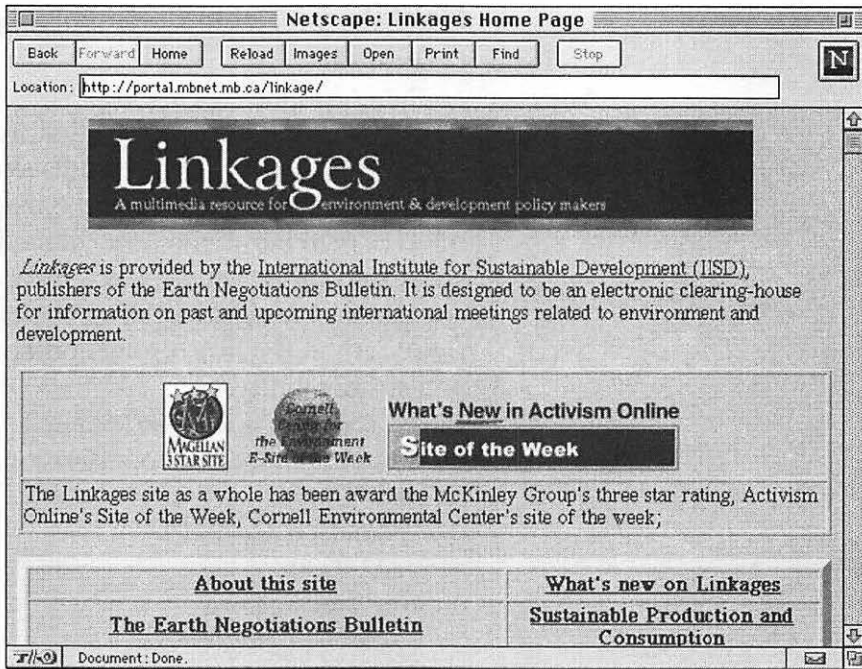 Netscape: Linkages Home Page
Back Forward Home Reload Images Open Print Find Stop
N
Location: http://portal.mbnet.mb.ca/linkage/
Linkages
A multimedia resource for environment & development policy makers
Linkages is provided by the International Institute for Sustainable Development (IISD),
publishers of the Earth Negotiations Bulletin. It is designed to be an electronic clearing-house
for information on past and upcoming international meetings related to environment and
development.
MAGELLAN
3 STAR SITE
Cornell
Center for
the Environment
E-Site of the Week
What's New in Activism Online
Site of the Week
The Linkages site as a whole has been award the McKinley Group's three star rating, Activism
Online's Site of the Week, Cornell Environmental Center's site of the week;
About this site What's new on Linkages
The Earth Negotiations Bulletin Sustainable Production and
Consumption
Document: Done.